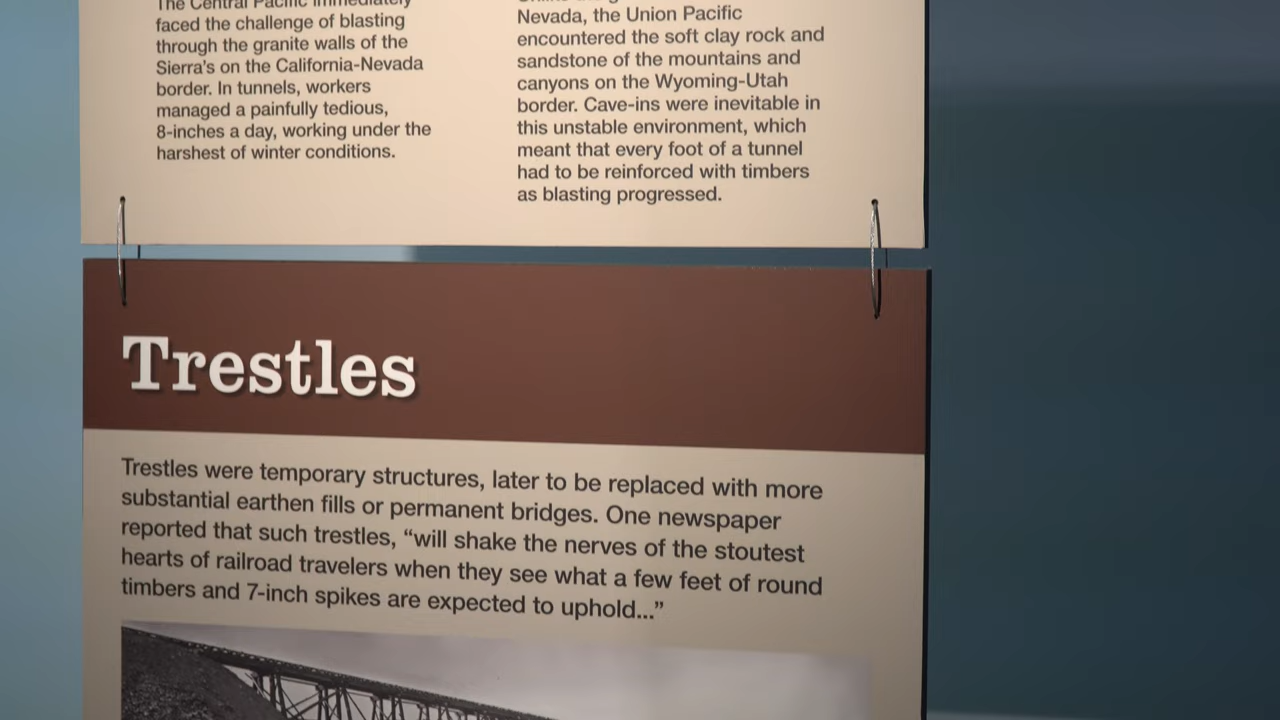 The Central Pacific immediately
faced the challenge of blasting
through the granite walls of the
Sierra's on the California-Nevada
border. In tunnels, workers
managed a painfully tedious,
8-inches a day, working under the
harshest of winter conditions.
Nevada, the Union Pacific
encountered the soft clay rock and
sandstone of the mountains and
canyons on the Wyoming-Utah
border. Cave-ins were inevitable in
this unstable environment, which
meant that every foot of a tunnel
had to be reinforced with timbers
as blasting progressed.
Trestles
Trestles were temporary structures, later to be replaced with more
substantial earthen fills or permanent bridges. One newspaper
reported that such trestles, “will shake the nerves of the stoutest
hearts of railroad travelers when they see what a few feet of round
timbers and 7-inch spikes are expected to uphold...”